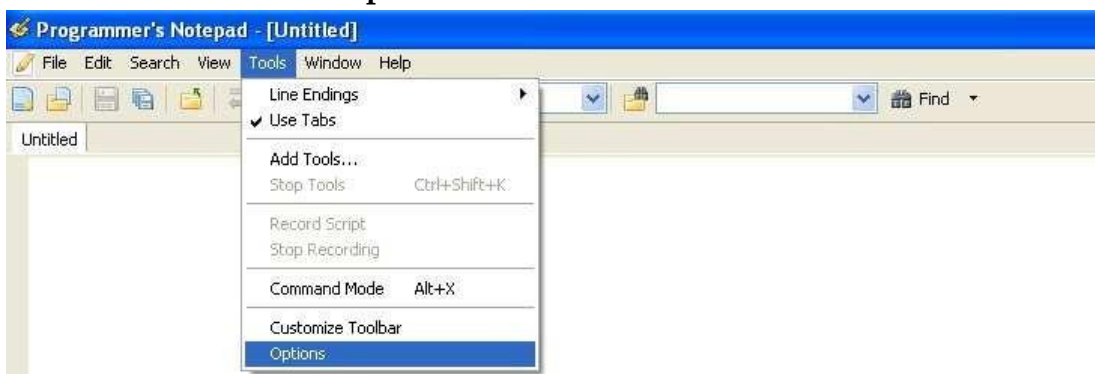 Programmer's Notepad - [Untitled]
File Edit Search View Tools Window Help
Find
Untitled
Line Endings
Use Tabs
Add Tools...
Stop Tools Ctrl+Shift+K
Record Script
Stop Recording
Command Mode Alt+X
Customize Toolbar
Options